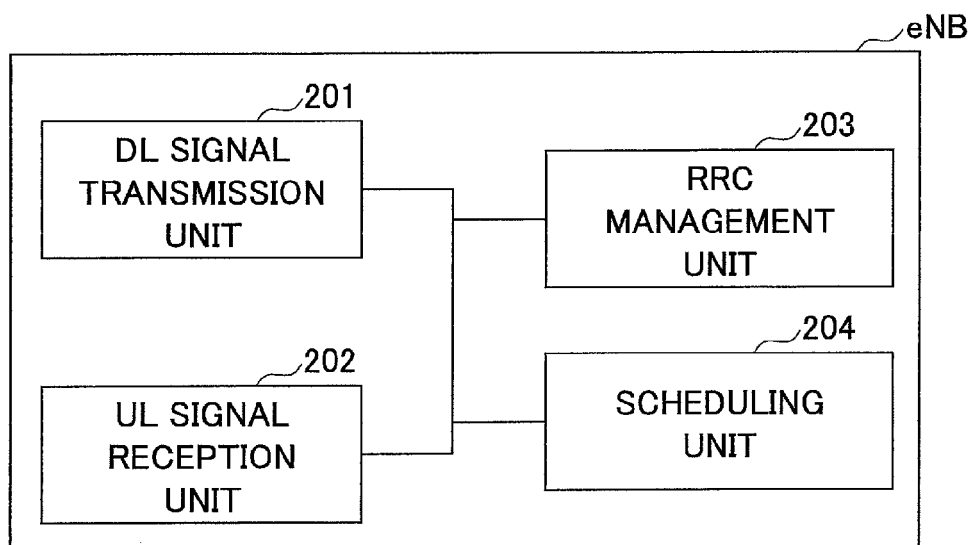 eNB
201
DL SIGNAL
TRANSMISSION
UNIT
203
RRC
MANAGEMENT
UNIT
202
UL SIGNAL
RECEPTION
UNIT
204
SCHEDULING
UNIT